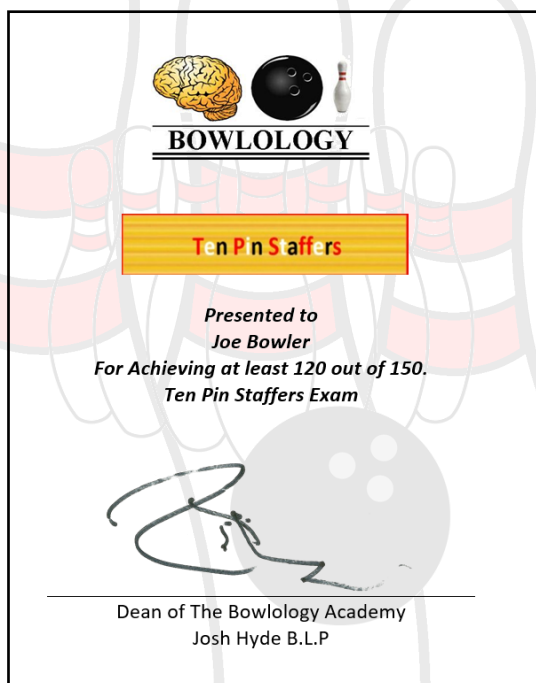 BOWLOLOGY
Ten Pin Staffers
Presented to
Joe Bowler
For Achieving at least 120 out of 150.
Ten Pin Staffers Exam
Dean of The Bowlology Academy
Josh Hyde B.L.P